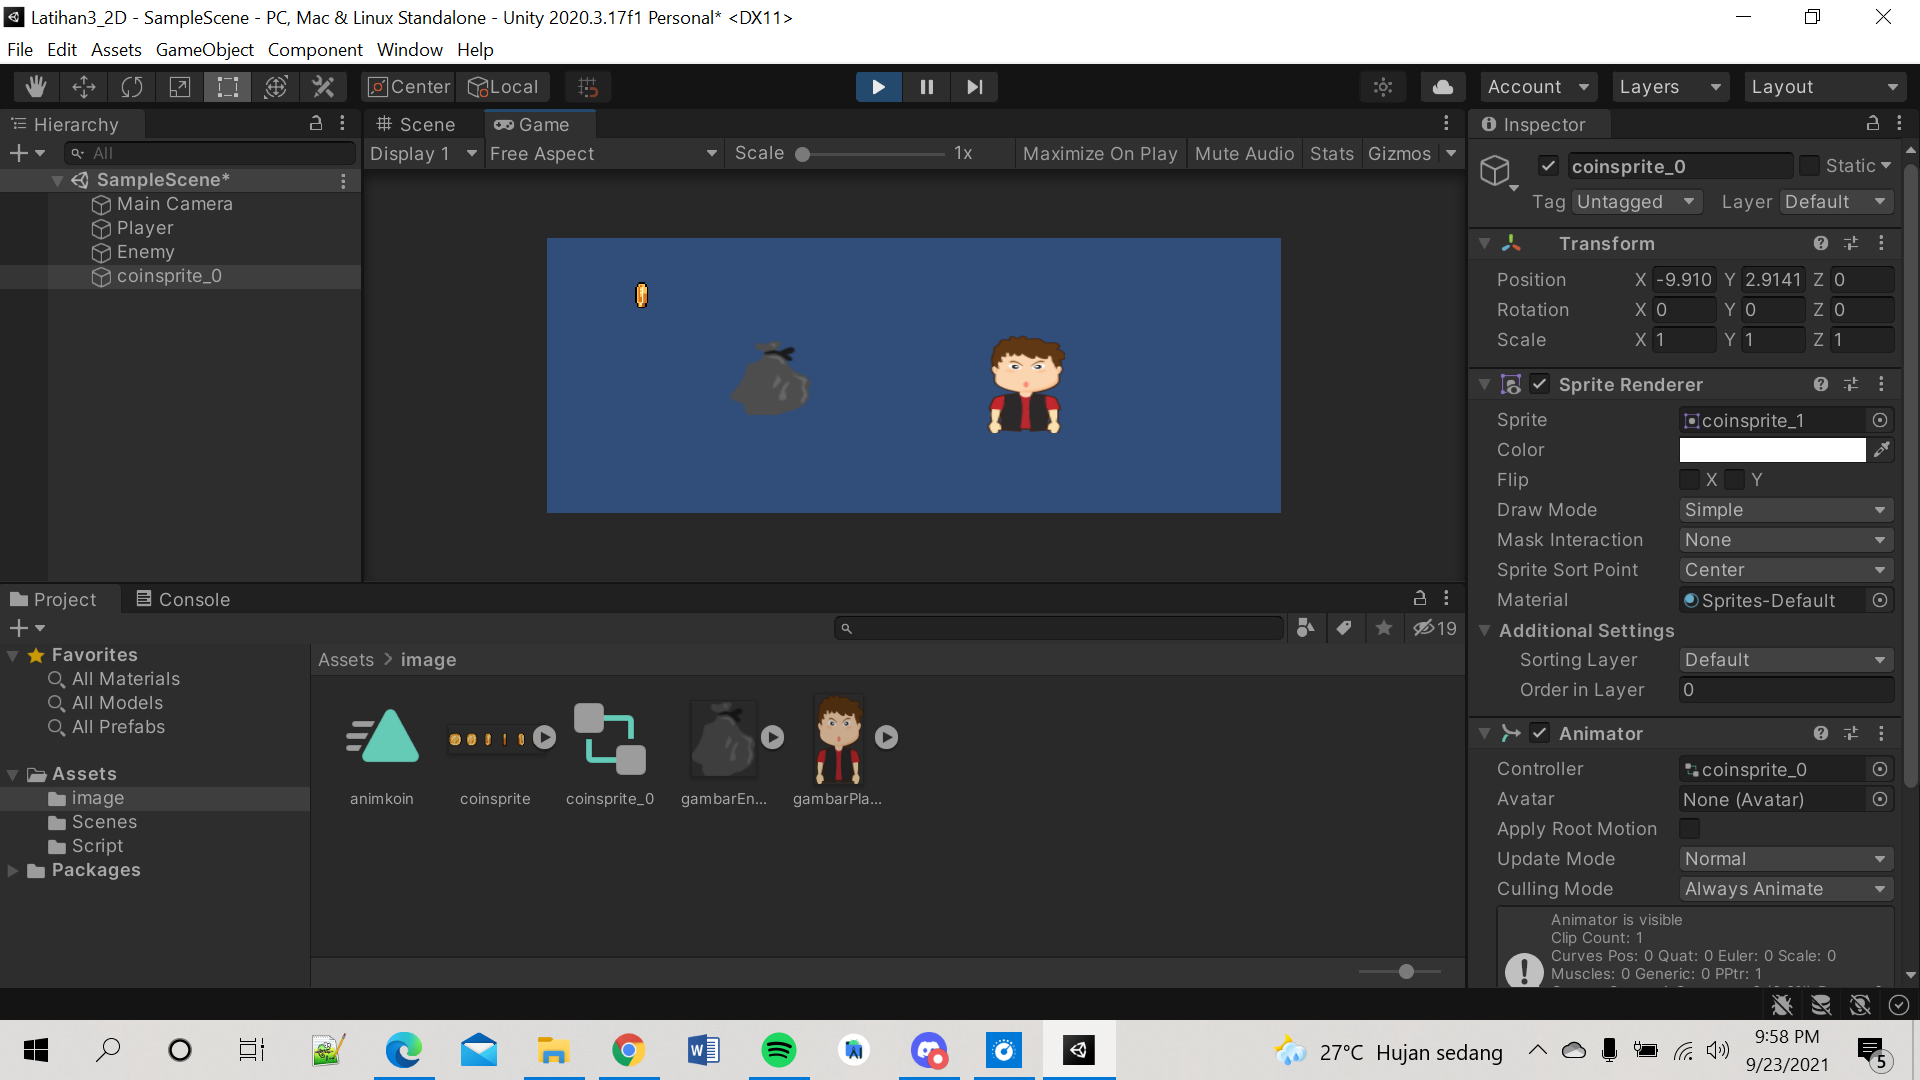 Latihan3_2D - SampleScene - PC, Mac & Linux Standalone - Unity 2020.3.17f1 Personal* <DX11>
File Edit Assets GameObject Component Window Help
Center Local Account Layers Layout
Hierarchy
All
SampleScene*
Main Camera
Player
Enemy
coinsprite_0
Scene Game
Display 1 Free Aspect Scale 1x Maximize On Play Mute Audio Stats Gizmos
Inspector
coinsprite_0 Static
Tag Untagged Layer Default
Transform
Position X -9.910 Y 2.9141 Z 0
Rotation X 0 Y 0 Z 0
Scale X 1 Y 1 Z 1
Sprite Renderer
Sprite coinsprite_1
Color
Flip X Y
Draw Mode Simple
Mask Interaction None
Sprite Sort Point Center
Material Sprites-Default
Additional Settings
Sorting Layer Default
Order in Layer 0
Animator
Controller coinsprite_0
Avatar None (Avatar)
Apply Root Motion
Update Mode Normal
Culling Mode Always Animate
Animator is visible
Clip Count: 1
Curves Pos: 0 Quat: 0 Euler: 0 Scale: 0
Muscles: 0 Generic: 0 PPtr: 1
Project Console
19
Favorites
All Materials
All Models
All Prefabs
Assets
image
Scenes
Script
Packages
Assets > image
animkoin coinsprite coinsprite_0 gambarEn... gambarPla...
27°C Hujan sedang
9:58 PM
9/23/2021
5